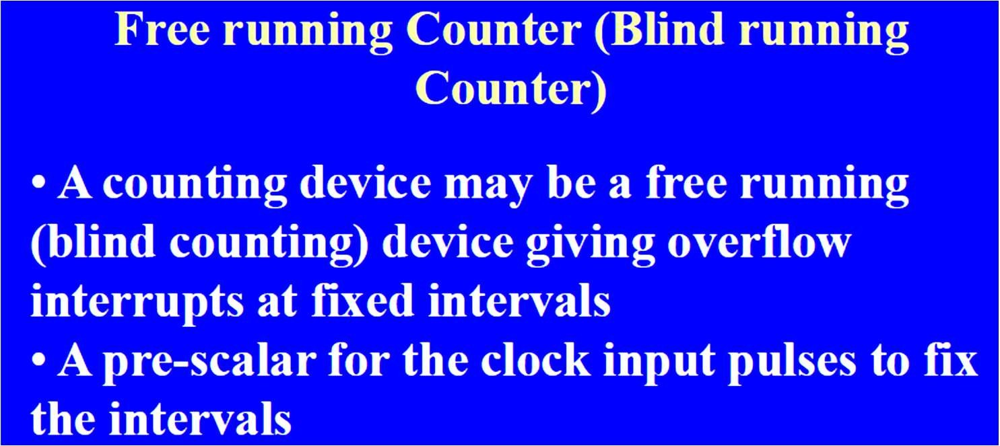 Free running Counter (Blind running
Counter)
• A counting device may be a free running
(blind counting) device giving overflow
interrupts at fixed intervals
• A pre-scalar for the clock input pulses to fix
the intervals